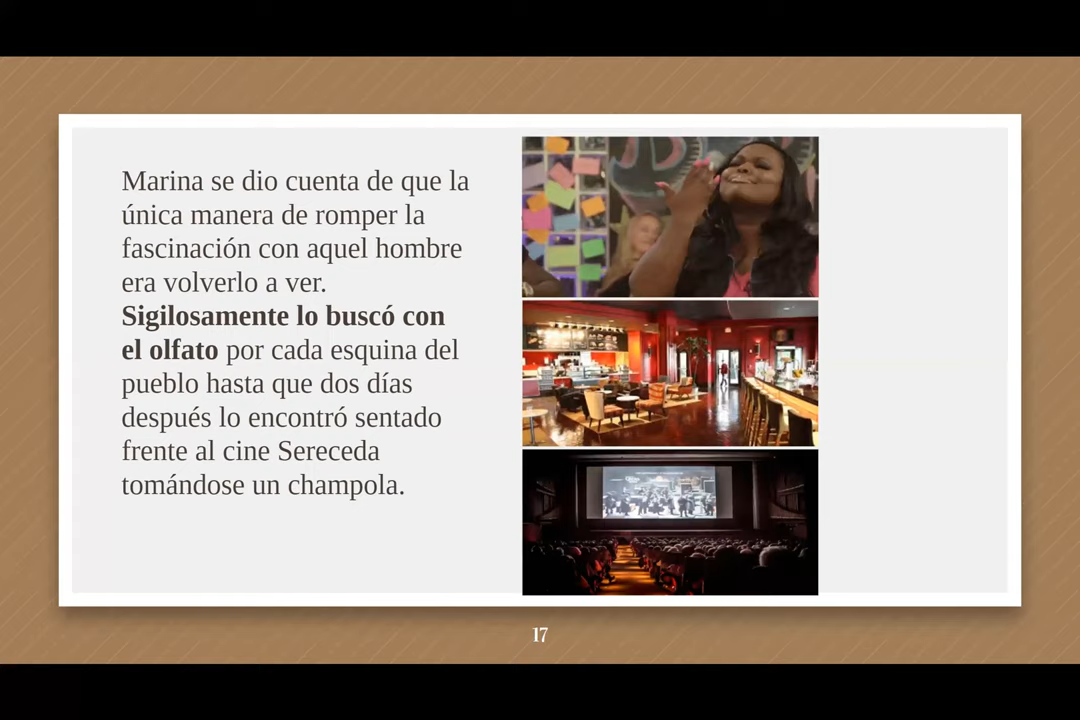 Marina se dio cuenta de que la
única manera de romper la
fascinación con aquel hombre
era volverlo a ver.
Sigilosamente lo buscó con
el olfato por cada esquina del
pueblo hasta que dos días
después lo encontró sentado
frente al cine Sereceda
tomándose un champola.
17